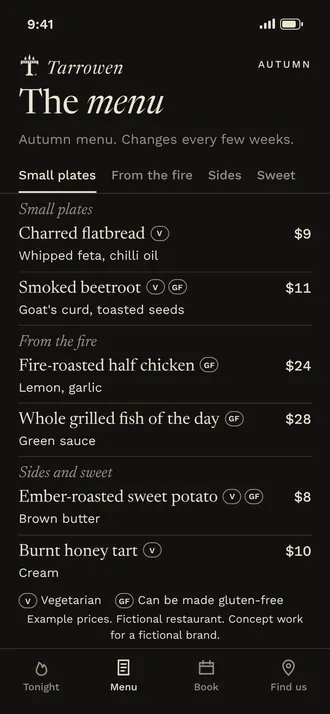 9:41
Tarrowen
AUTUMN
The menu
Autumn menu. Changes every few weeks.
Small plates From the fire Sides Sweet
Small plates
Charred flatbread V $9
Whipped feta, chilli oil
Smoked beetroot V GF $11
Goat's curd, toasted seeds
From the fire
Fire-roasted half chicken GF $24
Lemon, garlic
Whole grilled fish of the day GF $28
Green sauce
Sides and sweet
Ember-roasted sweet potato V GF $8
Brown butter
Burnt honey tart V $10
Cream
V Vegetarian GF Can be made gluten-free
Example prices. Fictional restaurant. Concept work
for a fictional brand.
Tonight Menu Book Find us